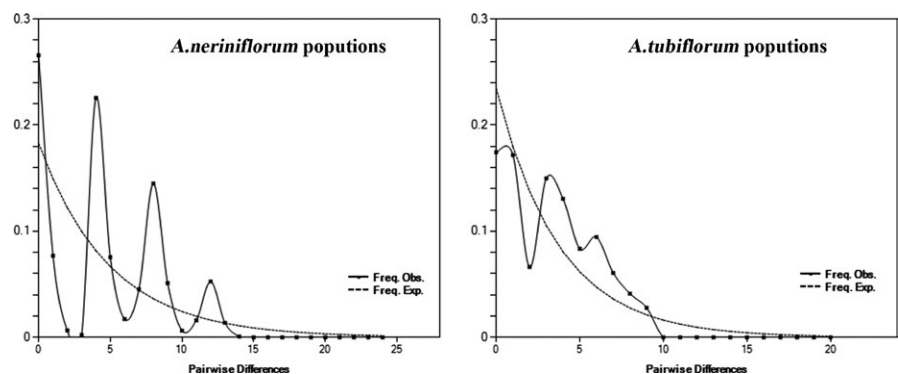 A.neriniflorum poputions
0.3
0.2
0.1
0
Freq. Obs.
Freq. Exp.
0 5 10 15 20 25
Pairwise Differences
A.tubiflorum poputions
0.3
0.2
0.1
0
Freq. Obs.
Freq. Exp.
0 5 10 15 20
Pairwise Differences